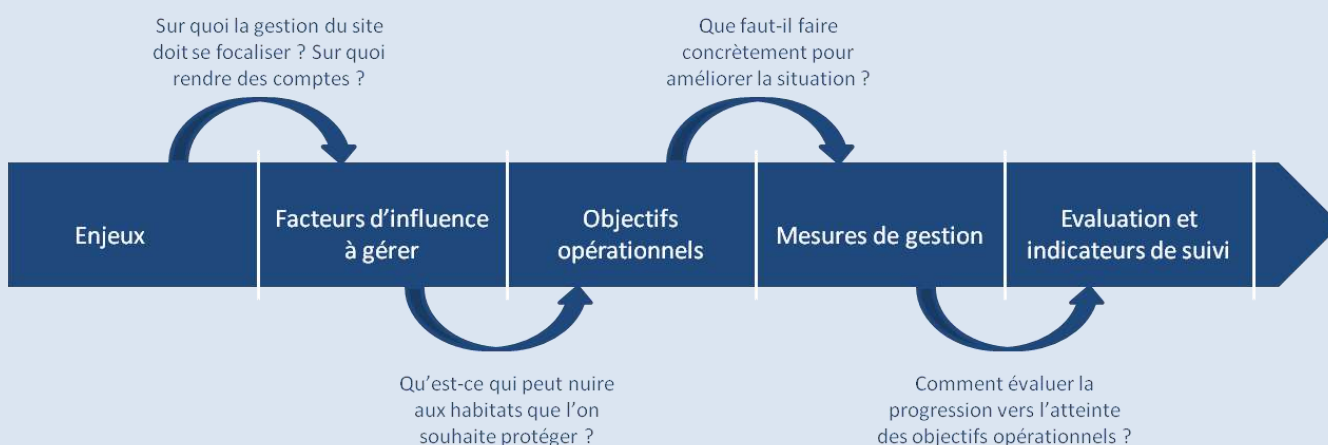 Sur quoi la gestion du site
doit se focaliser ? Sur quoi
rendre des comptes ?
Que faut-il faire
concrètement pour
améliorer la situation ?
Enjeux
Facteurs d’influence
à gérer
Objectifs
opérationnels
Mesures de gestion
Evaluation et
indicateurs de suivi
Qu’est-ce qui peut nuire
aux habitats que l’on
souhaite protéger ?
Comment évaluer la
progression vers l’atteinte
des objectifs opérationnels ?